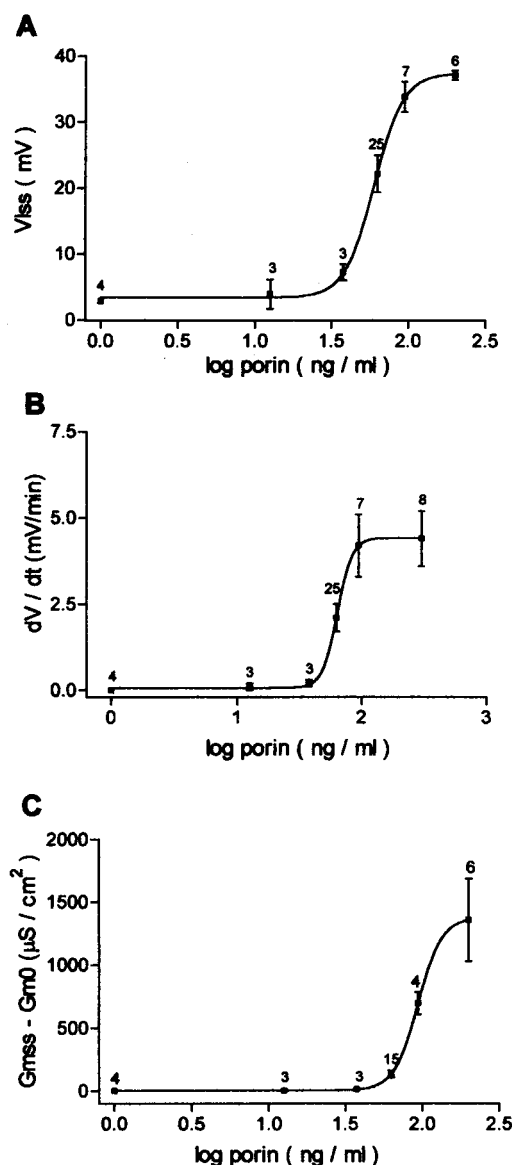 A
40
30
20
10
0
VIss ( mV )
4
3
3
25
7
6
0.0 0.5 1.0 1.5 2.0 2.5
log porin ( ng / ml )
B
7.5
5.0
2.5
0.0
dV / dt (mV/min)
4
3
3
25
7
8
0 1 2 3
log porin ( ng / ml )
C
2000
1500
1000
500
0
Gmss - Gm0 (µS / cm²)
4
3
3
15
4
6
0.0 0.5 1.0 1.5 2.0 2.5
log porin ( ng / ml )